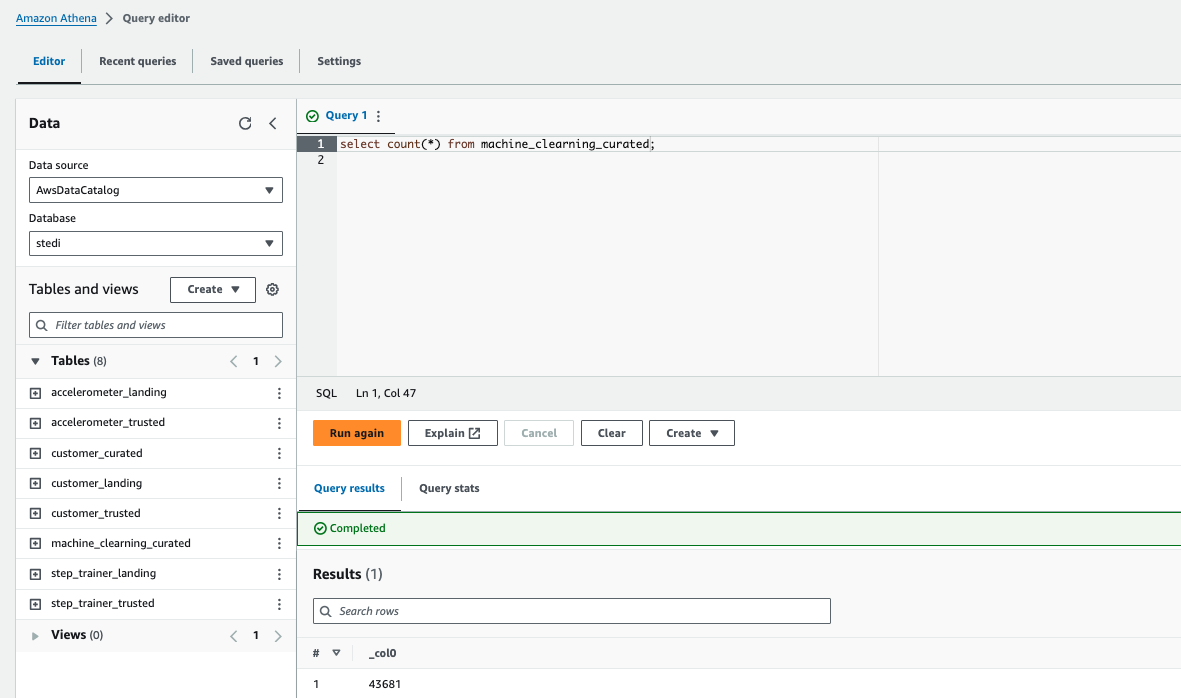 Amazon Athena > Query editor
Editor Recent queries Saved queries Settings
Data
Data source
AwsDataCatalog
Database
stedi
Tables and views Create
Filter tables and views
Tables (8) 1
accelerometer_landing
accelerometer_trusted
customer_curated
customer_landing
customer_trusted
machine_clearning_curated
step_trainer_landing
step_trainer_trusted
Views (0) 1
Query 1
1 select count(*) from machine_clearning_curated;
2
SQL Ln 1, Col 47
Run again Explain Cancel Clear Create
Query results Query stats
Completed
Results (1)
Search rows
# _col0
1 43681